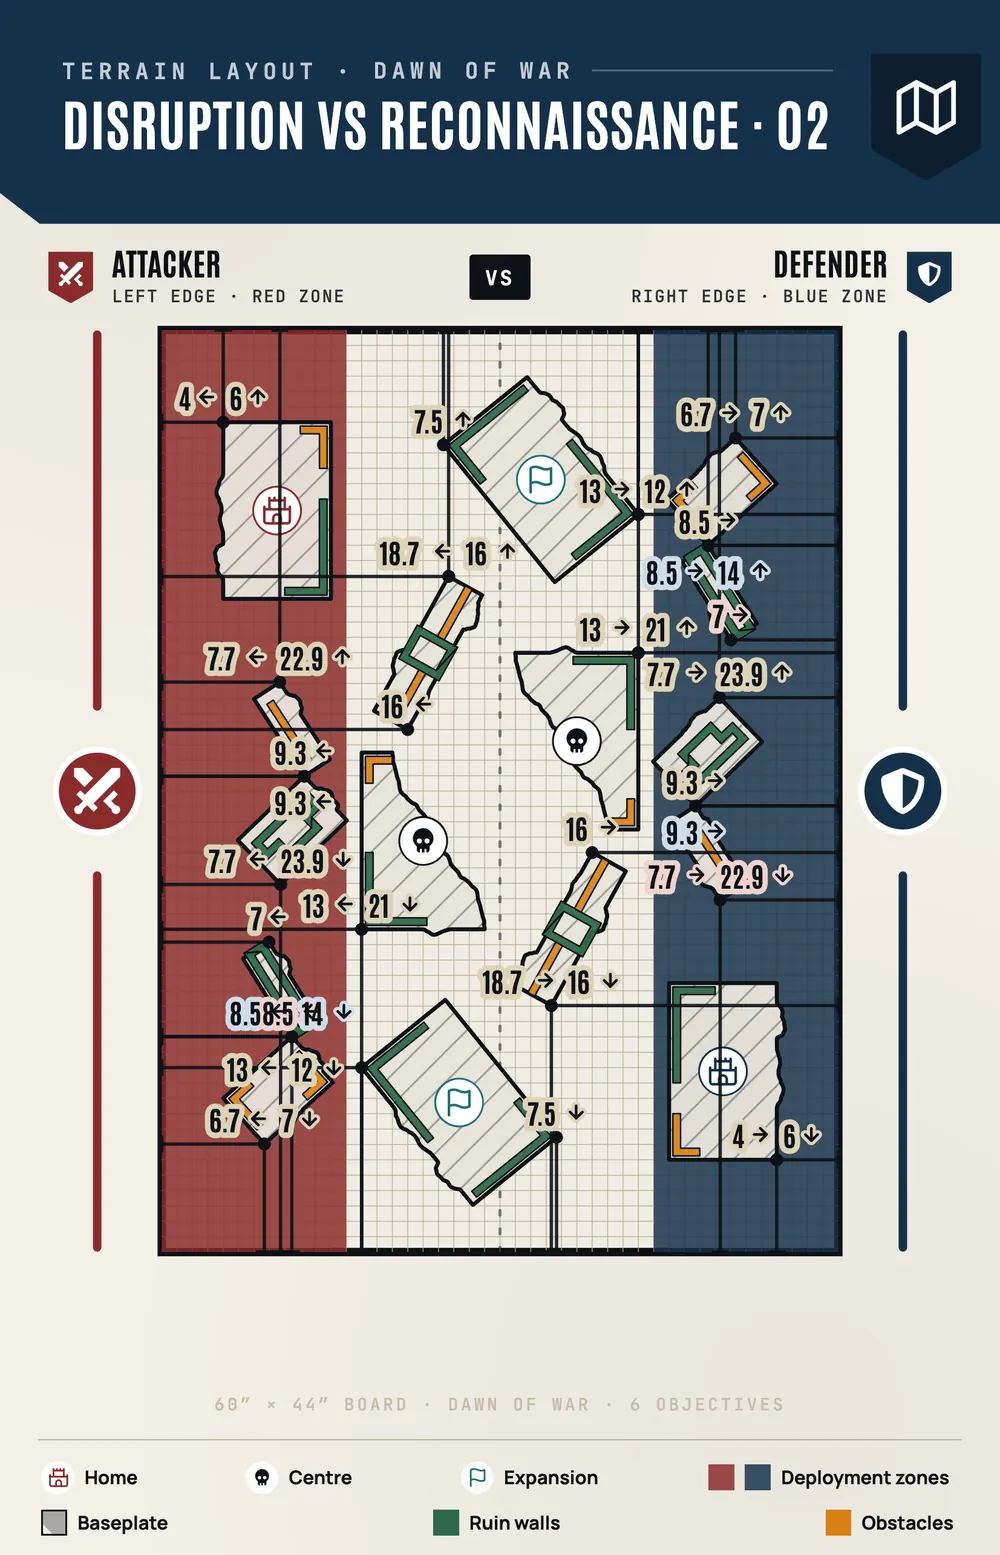 TERRAIN LAYOUT · DAWN OF WAR
DISRUPTION VS RECONNAISSANCE · 02
ATTACKER
LEFT EDGE · RED ZONE
VS
DEFENDER
RIGHT EDGE · BLUE ZONE
4 ← 6 ↑
7.5 ↑
6.7 → 7 ↑
13 → 12 ↑
8.5 →
18.7 ← 16 ↑
8.5 → 14 ↑
7 →
13 → 21 ↑
7.7 ← 22.9 ↑
7.7 → 23.9 ↑
16 ←
9.3 ←
9.3 →
9.3 ←
16 →
9.3 →
7.7 ← 23.9 ↓
7.7 → 22.9 ↓
13 ← 21 ↓
7 ←
18.7 → 16 ↓
8.5 ← 8.5 ← 14 ↓
13 ← 12 ↓
6.7 ← 7 ↓
7.5 ↓
4 → 6 ↓
60″ × 44″ BOARD · DAWN OF WAR · 6 OBJECTIVES
Home
Centre
Expansion
Deployment zones
Baseplate
Ruin walls
Obstacles